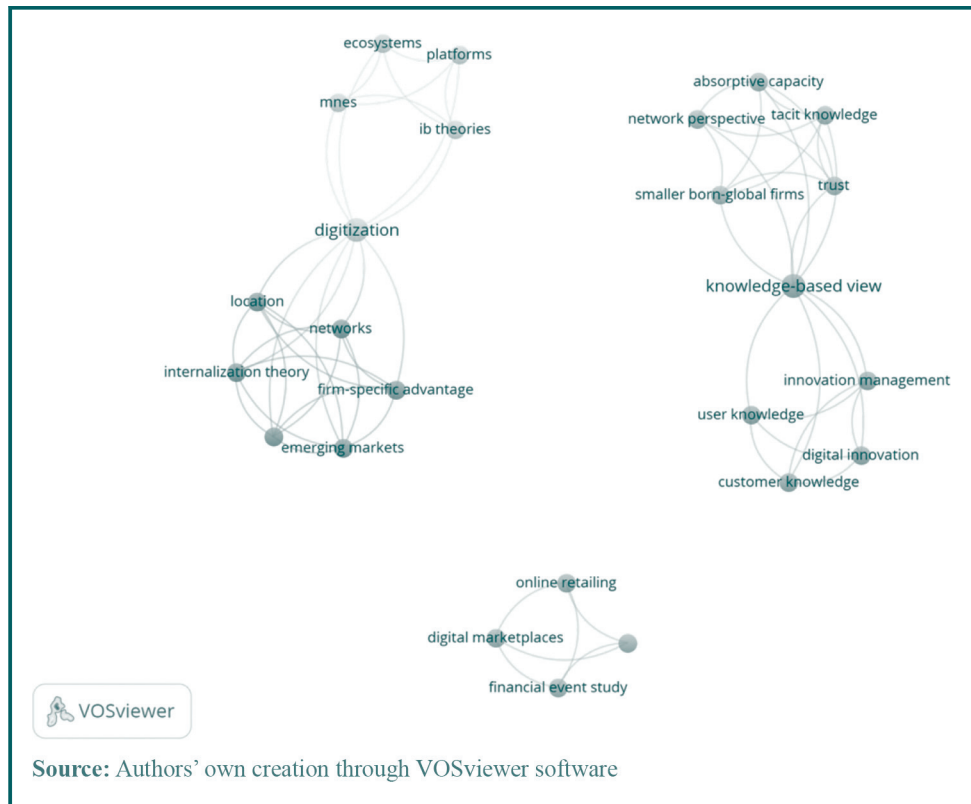 ecosystems
platforms
mnes
ib theories
digitization
location
networks
internalization theory
firm-specific advantage
emerging markets
absorptive capacity
network perspective
tacit knowledge
smaller born-global firms
trust
knowledge-based view
innovation management
user knowledge
digital innovation
customer knowledge
online retailing
digital marketplaces
financial event study
VOSviewer
Source: Authors’ own creation through VOSviewer software